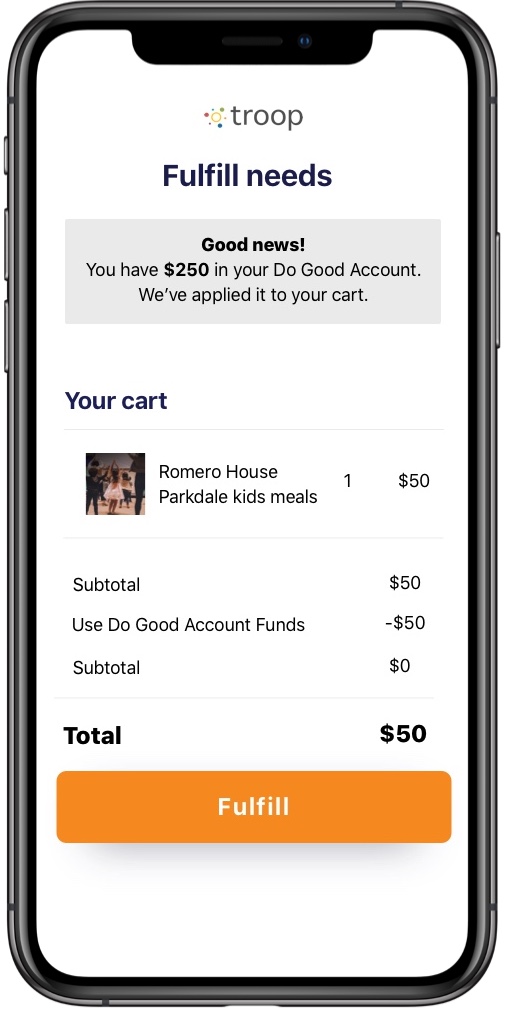 troop
Fulfill needs
Good news!
You have $250 in your Do Good Account.
We've applied it to your cart.
Your cart
Romero House
Parkdale kids meals
1
$50
Subtotal
$50
Use Do Good Account Funds
-$50
Subtotal
$0
Total
$50
Fulfill